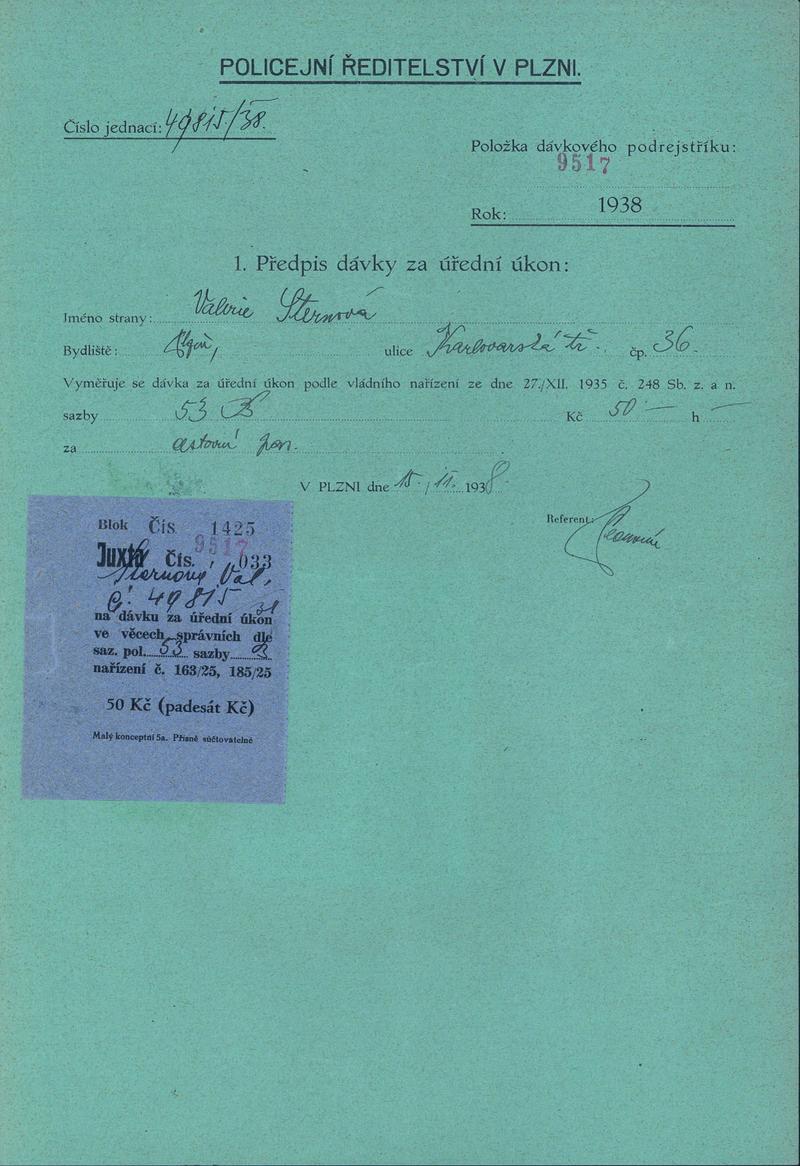 POLICEJNÍ ŘEDITELSTVÍ V PLZNI.
Číslo jednací: 49815/38.
Položka dávkového podrejstříku:
9517
Rok: 1938
1. Předpis dávky za úřední úkon:
Jméno strany: Valerie Sternová
Bydliště: Plzeň, ulice Karlovarská tř. čp. 36
Vyměřuje se dávka za úřední úkon podle vládního nařízení ze dne 27./XII. 1935 č. 248 Sb. z. a n.
sazby 53 B Kč 50 — h —
za cestovní pas.
V PLZNI dne 15./11. 1938.
Referent:
Blok Čís 1425
9517
Juxta Čís. 033
Sternové Val.
č. 49815
38
na dávku za úřední úkon
ve věcech správních dle
saz. pol. 53 sazby B
nařízení č. 163/25, 185/25
50 Kč (padesát Kč)
Malý konceptní 5a. Přísně súčtovatelné